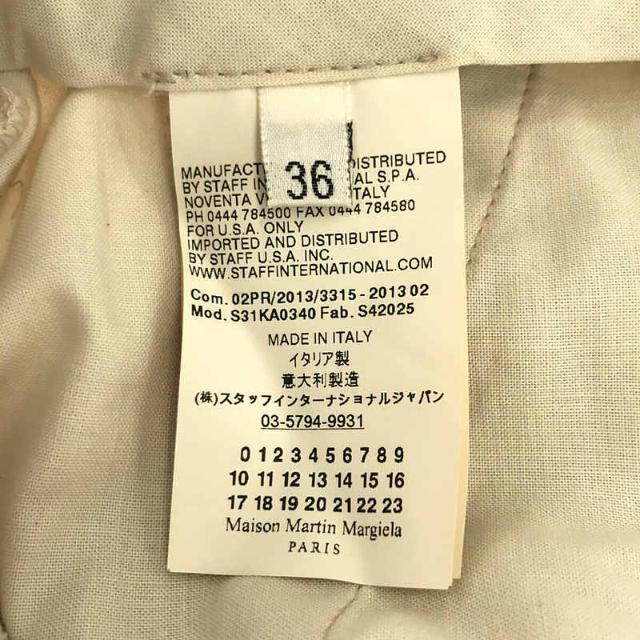 36
MANUFACT DISTRIBUTED
BY STAFF IN AL S.P.A.
NOVENTA V ITALY
PH 0444 784500 FAX 0444 784580
FOR U.S.A. ONLY
IMPORTED AND DISTRIBUTED
BY STAFF U.S.A. INC.
WWW.STAFFINTERNATIONAL.COM
Com. 02PR/2013/3315 - 2013 02
Mod. S31KA0340 Fab. S42025
MADE IN ITALY
イタリア製
意大利製造
(株)スタッフインターナショナルジャパン
03-5794-9931
0 1 2 3 4 5 6 7 8 9
10 11 12 13 14 15 16
17 18 19 20 21 22 23
Maison Martin Margiela
PARIS